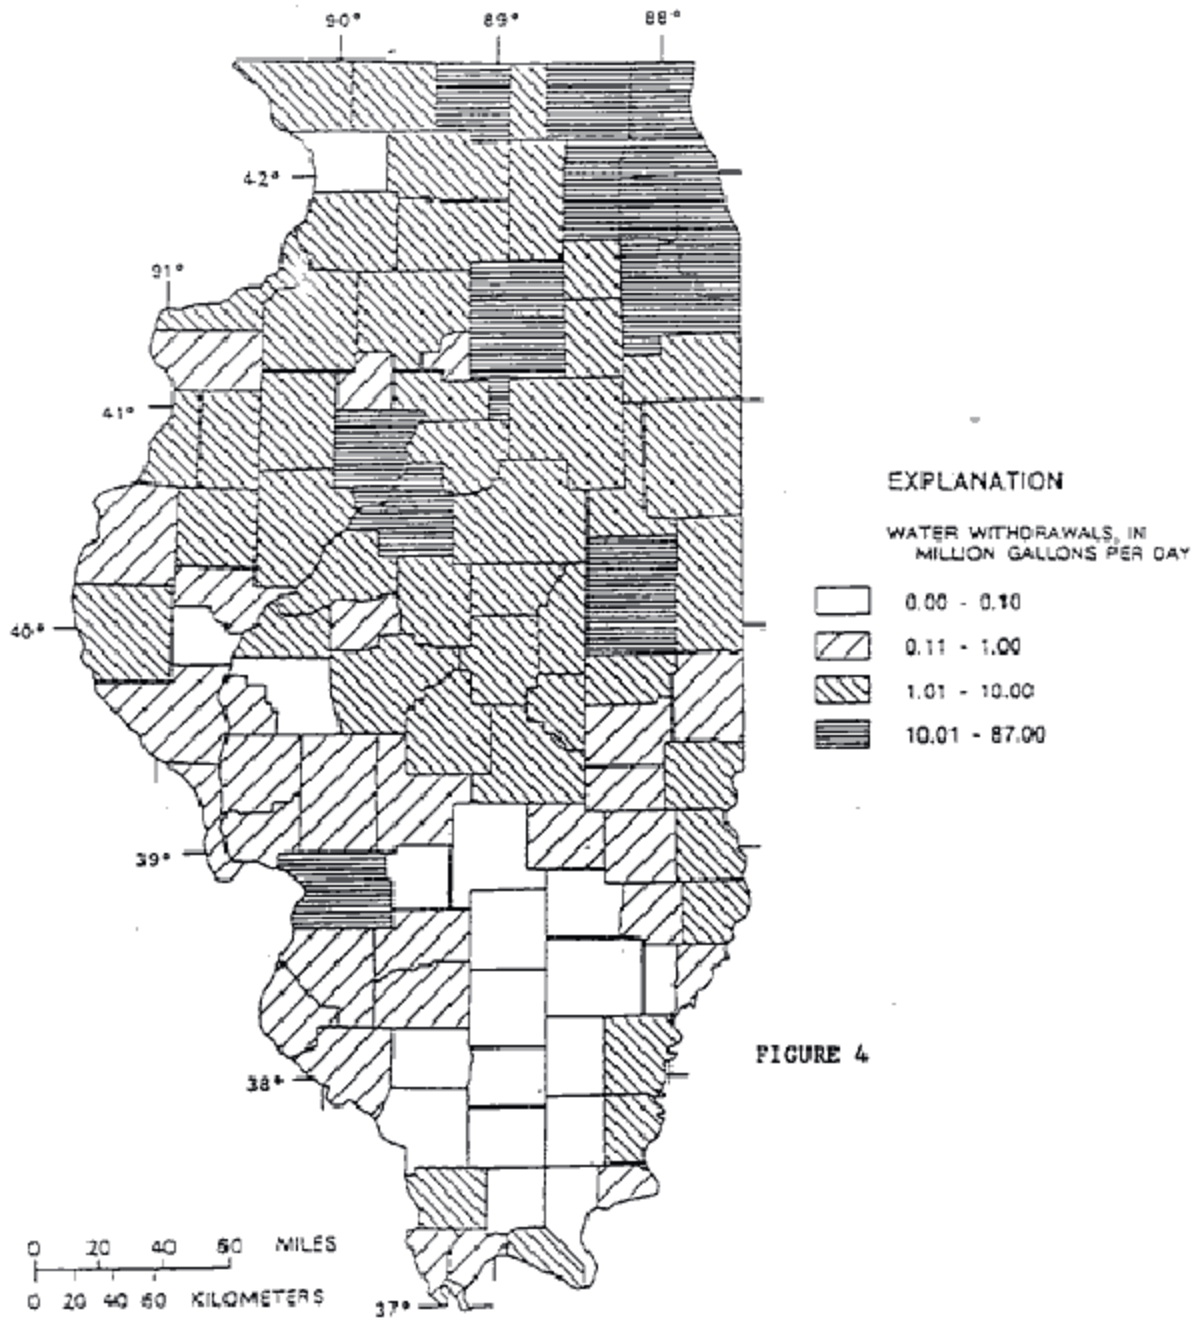 90° 89° 88°
42°
91°
41°
EXPLANATION
WATER WITHDRAWALS, IN
MILLION GALLONS PER DAY
0.00 - 0.10
40°
0.11 - 1.00
1.01 - 10.00
10.01 - 87.00
39°
FIGURE 4
38°
0 20 40 60 MILES
0 20 40 60 KILOMETERS
37°